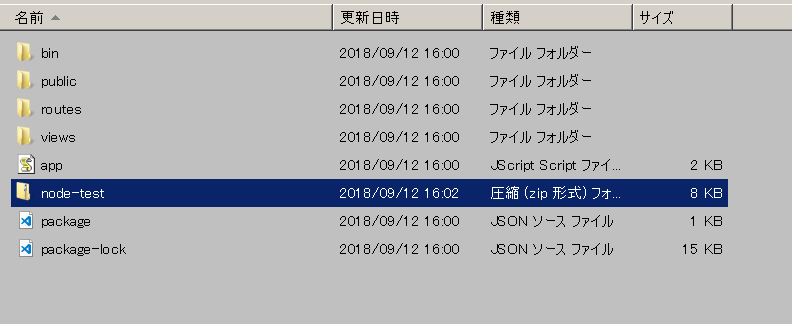 名前 更新日時 種類 サイズ
bin 2018/09/12 16:00 ファイル フォルダー
public 2018/09/12 16:00 ファイル フォルダー
routes 2018/09/12 16:00 ファイル フォルダー
views 2018/09/12 16:00 ファイル フォルダー
app 2018/09/12 16:00 JScript Script ファイ... 2 KB
node-test 2018/09/12 16:02 圧縮 (zip 形式) フォ... 8 KB
package 2018/09/12 16:00 JSON ソース ファイル 1 KB
package-lock 2018/09/12 16:00 JSON ソース ファイル 15 KB